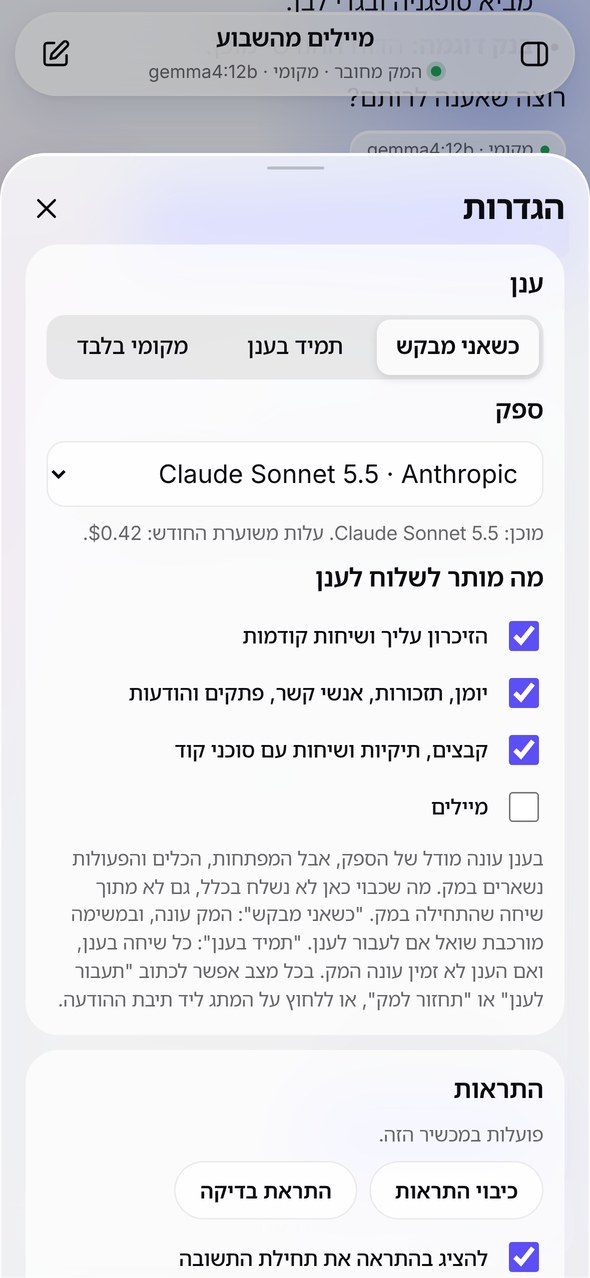 מביא סופגניה ובגדי לבן.
מיילים מהשבוע
המק מחובר · מקומי · gemma4:12b
רוצה שאענה לרותם?
מקומי · gemma4:12b
הגדרות
ענן
כשאני מבקש
תמיד בענן
מקומי בלבד
ספק
Claude Sonnet 5.5 · Anthropic
מוכן: Claude Sonnet 5.5. עלות משוערת החודש: $0.42.
מה מותר לשלוח לענן
הזיכרון עליך ושיחות קודמות
יומן, תזכורות, אנשי קשר, פתקים והודעות
קבצים, תיקיות ושיחות עם סוכני קוד
מיילים
בענן עונה מודל של הספק, אבל המפתחות, הכלים והפעולות
נשארים במק. מה שכבוי כאן לא נשלח בכלל, גם לא מתוך
שיחה שהתחילה במק. "כשאני מבקש": המק עונה, ובמשימה
מורכבת שואל אם לעבור לענן. "תמיד בענן": כל שיחה בענן,
ואם הענן לא זמין עונה המק. בכל מצב אפשר לכתוב "תעבור
לענן" או "תחזור למק", או ללחוץ על המתג ליד תיבת ההודעה.
התראות
פועלות במכשיר הזה.
כיבוי התראות
התראת בדיקה
להציג בהתראה את תחילת התשובה